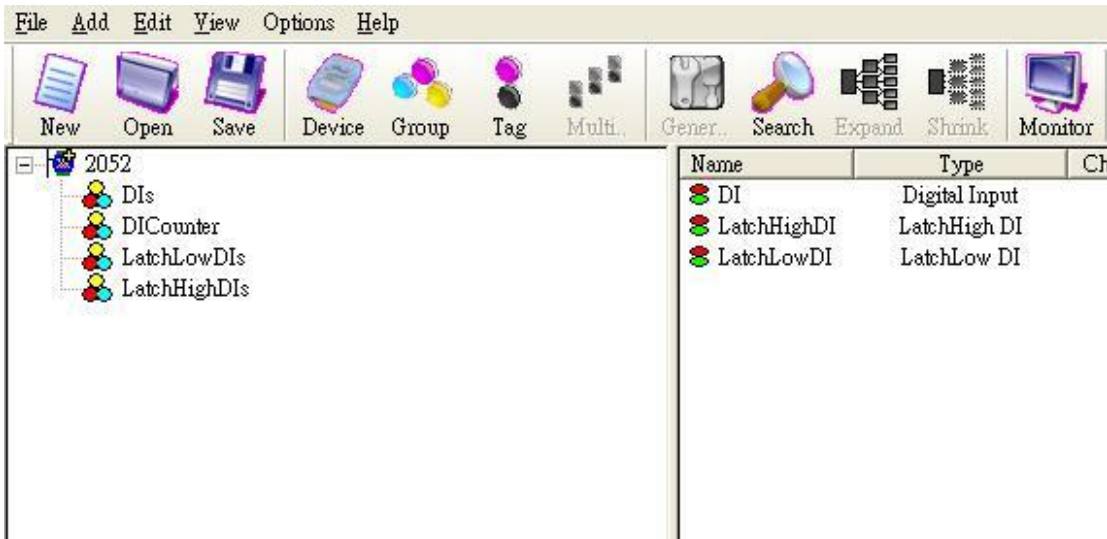 File Add Edit View Options Help
New Open Save Device Group Tag Multi.. Gener.. Search Expand Shrink Monitor
2052
DIs
DICounter
LatchLowDIs
LatchHighDIs
Name Type Ch
DI Digital Input
LatchHighDI LatchHigh DI
LatchLowDI LatchLow DI